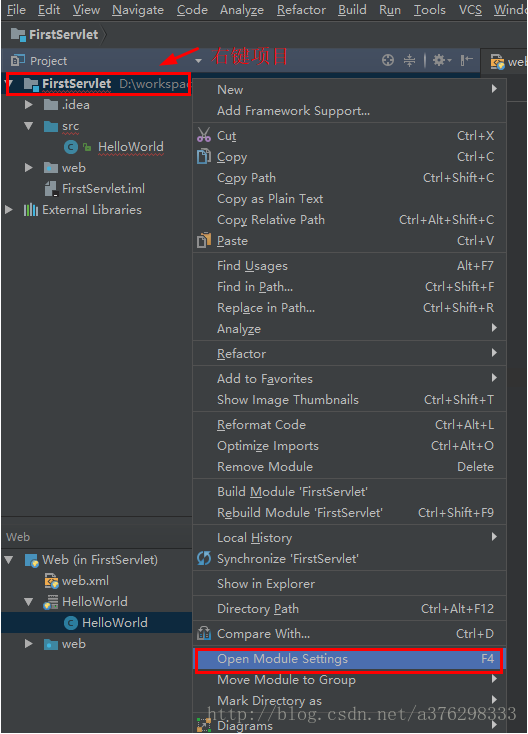 File Edit View Navigate Code Analyze Refactor Build Run Tools VCS Windo
FirstServlet
Project
右键项目
web
FirstServlet D:\workspac
.idea
src
HelloWorld
web
FirstServlet.iml
External Libraries
New
Add Framework Support...
Cut Ctrl+X
Copy Ctrl+C
Copy Path Ctrl+Shift+C
Copy as Plain Text
Copy Relative Path Ctrl+Alt+Shift+C
Paste Ctrl+V
Find Usages Alt+F7
Find in Path... Ctrl+Shift+F
Replace in Path... Ctrl+Shift+R
Analyze
Refactor
Add to Favorites
Show Image Thumbnails Ctrl+Shift+T
Reformat Code Ctrl+Alt+L
Optimize Imports Ctrl+Alt+O
Remove Module Delete
Build Module 'FirstServlet'
Rebuild Module 'FirstServlet' Ctrl+Shift+F9
Local History
Synchronize 'FirstServlet'
Show in Explorer
Directory Path Ctrl+Alt+F12
Compare With... Ctrl+D
Open Module Settings F4
Move Module to Group
Mark Directory as
Diagrams
Web
Web (in FirstServlet)
web.xml
HelloWorld
HelloWorld
web
http://blog.csdn.net/a376298333